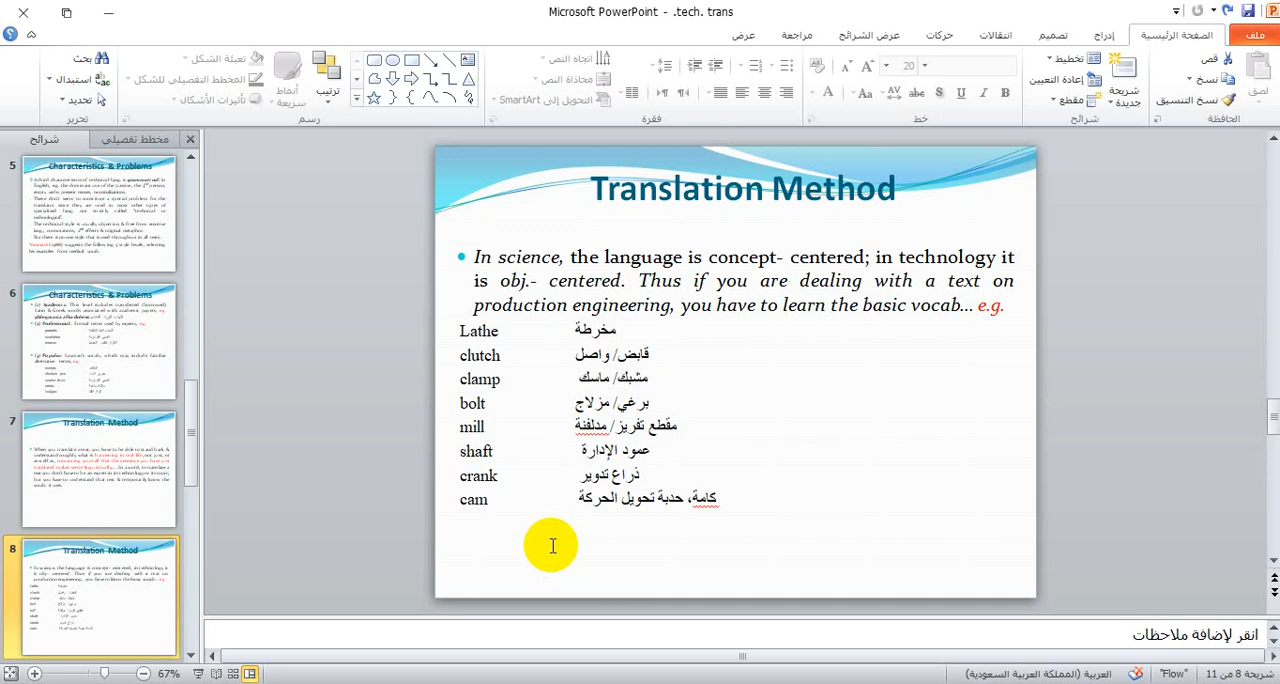 Microsoft PowerPoint - .tech. trans
ملف
الصفحة الرئيسية
إدراج
تصميم
انتقالات
حركات
عرض الشرائح
مراجعة
عرض
لصق
قص
نسخ
نسخ التنسيق
الحافظة
شريحة جديدة
تخطيط
إعادة التعيين
مقطع
شرائح
20
خط
اتجاه النص
محاذاة النص
التحويل إلى SmartArt
فقرة
ترتيب
أنماط سريعة
تعبئة الشكل
المخطط التفصيلي للشكل
تأثيرات الأشكال
رسم
بحث
استبدال
تحديد
تحرير
شرائح
مخطط تفصيلي
5
Characteristics & Problems
6
Characteristics & Problems
7
Translation Method
8
Translation Method
Translation Method
In science, the language is concept- centered; in technology it
is obj.- centered. Thus if you are dealing with a text on
production engineering, you have to learn the basic vocab... e.g.
Lathe مخرطة
clutch قابض/ واصل
clamp مشبك/ ماسك
bolt برغي/ مزلاج
mill مقطع تفريز/ مدلفنة
shaft عمود الإدارة
crank ذراع تدوير
cam كامة، حدبة تحويل الحركة
انقر لإضافة ملاحظات
شريحة 8 من 11
"Flow"
العربية (المملكة العربية السعودية)
67%